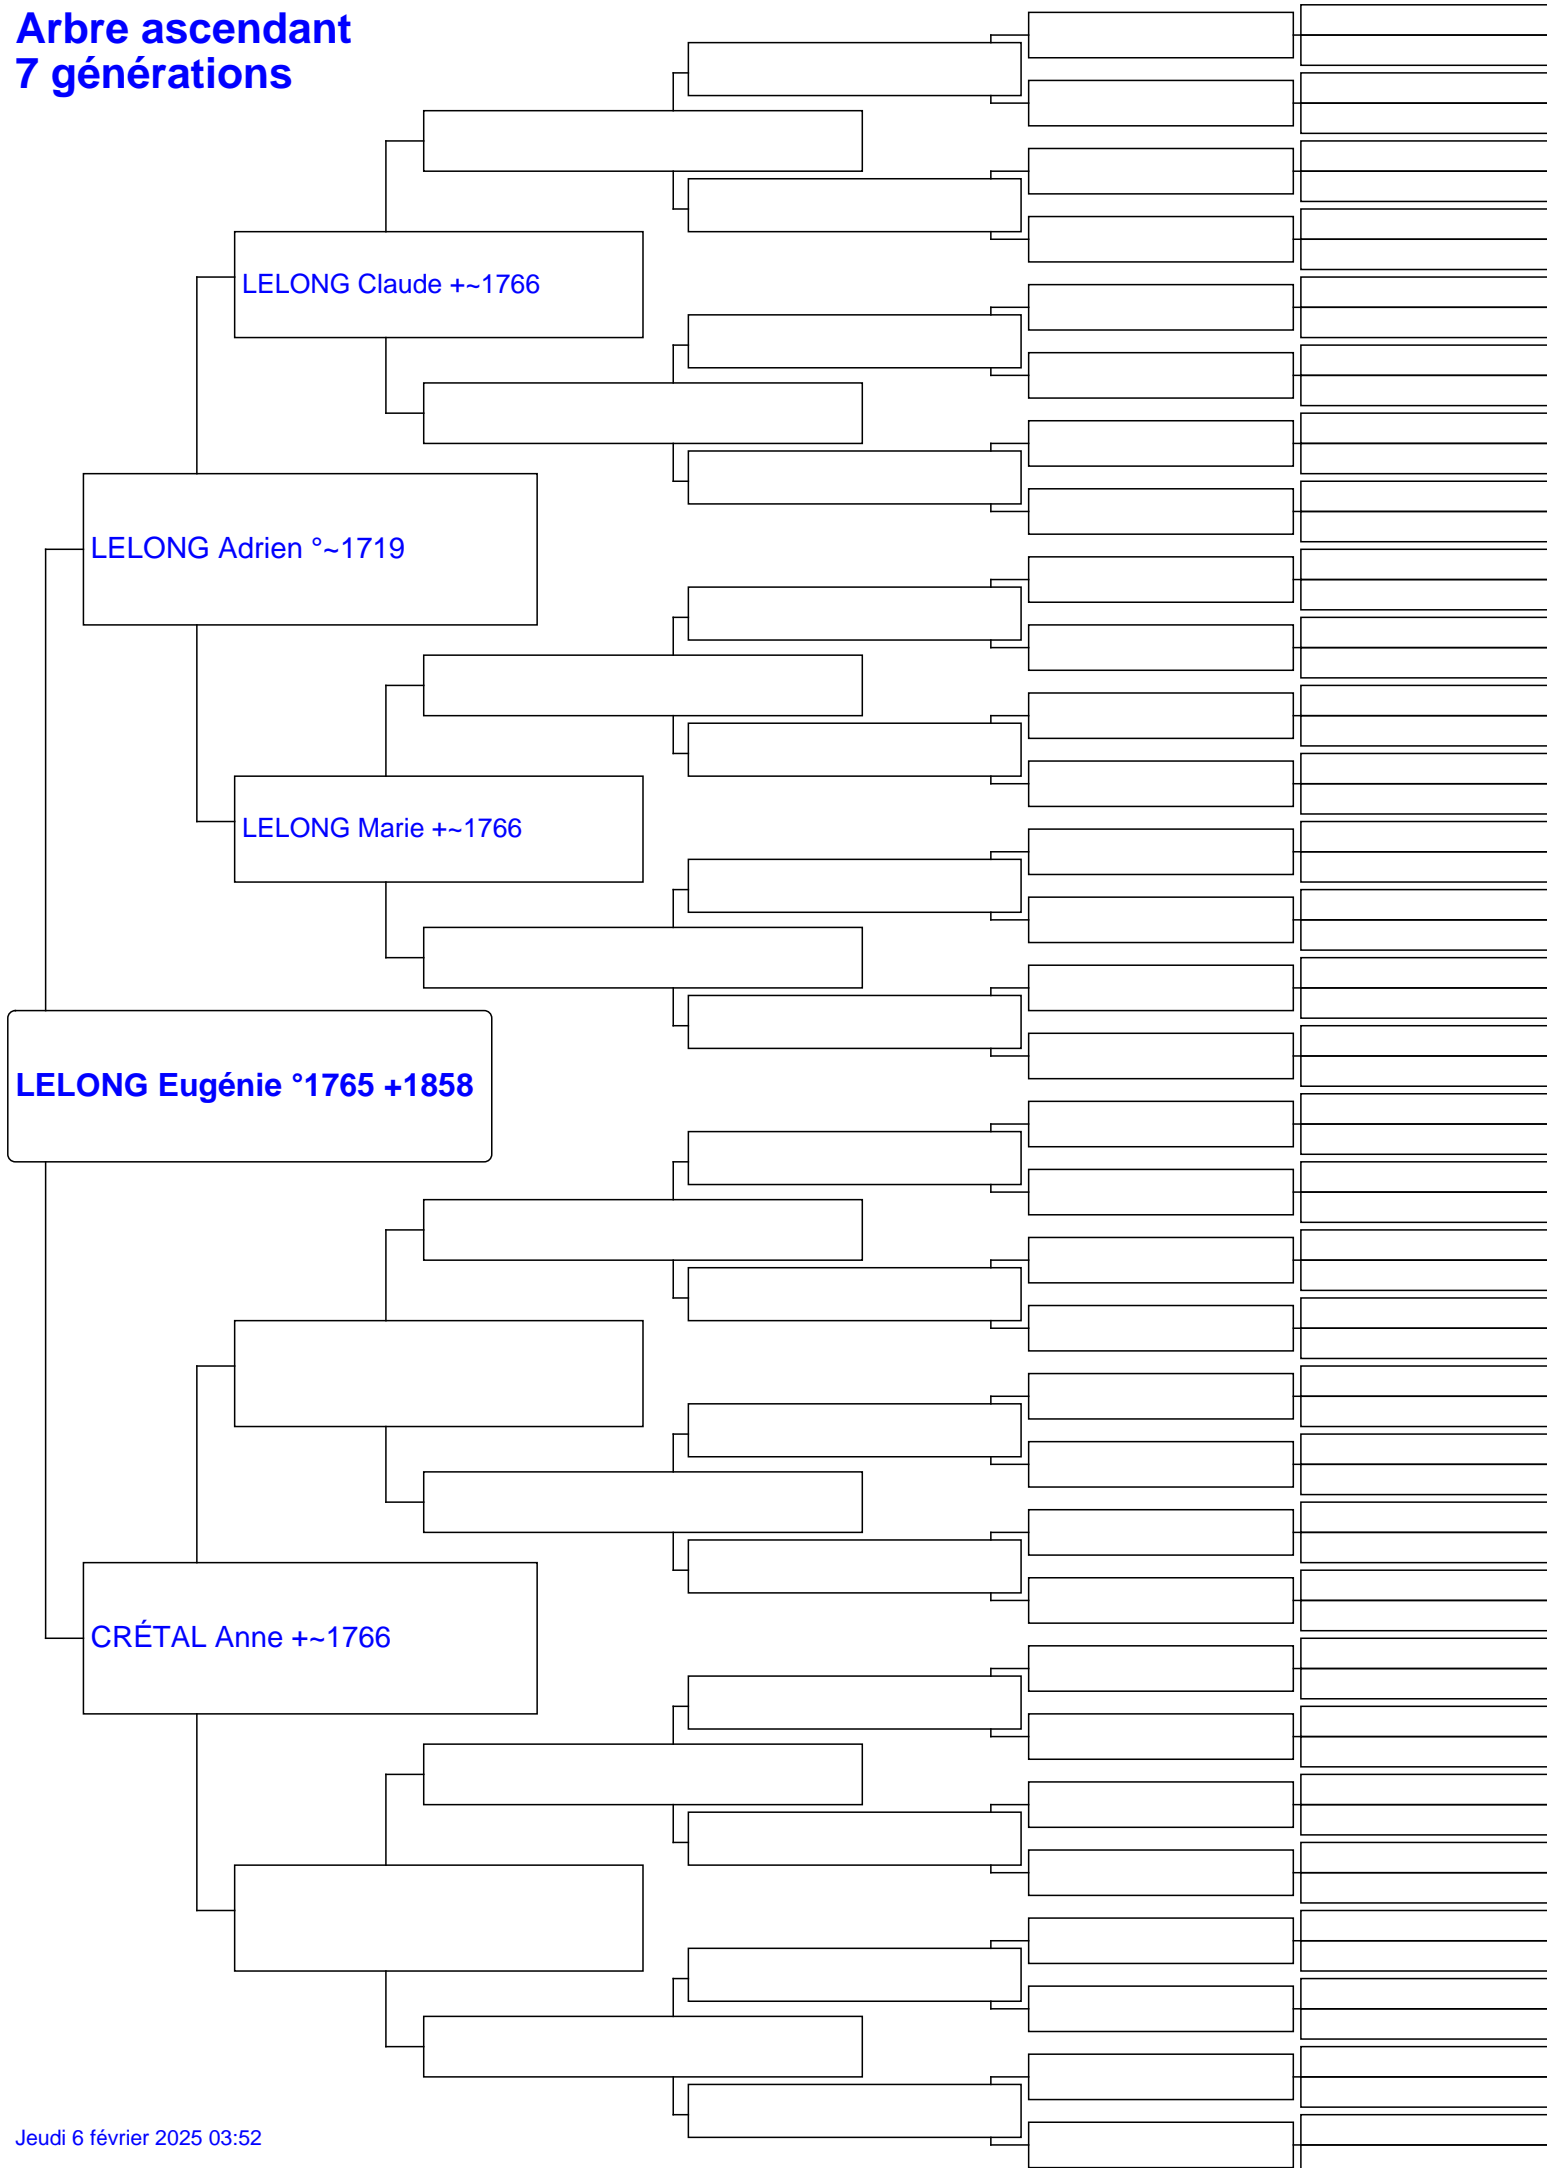 Arbre ascendant
7 générations
LELONG Claude +~1766
LELONG Adrien °~1719
LELONG Marie +~1766
LELONG Eugénie °1765 +1858
CRÉTAL Anne +~1766
Jeudi 6 février 2025 03:52